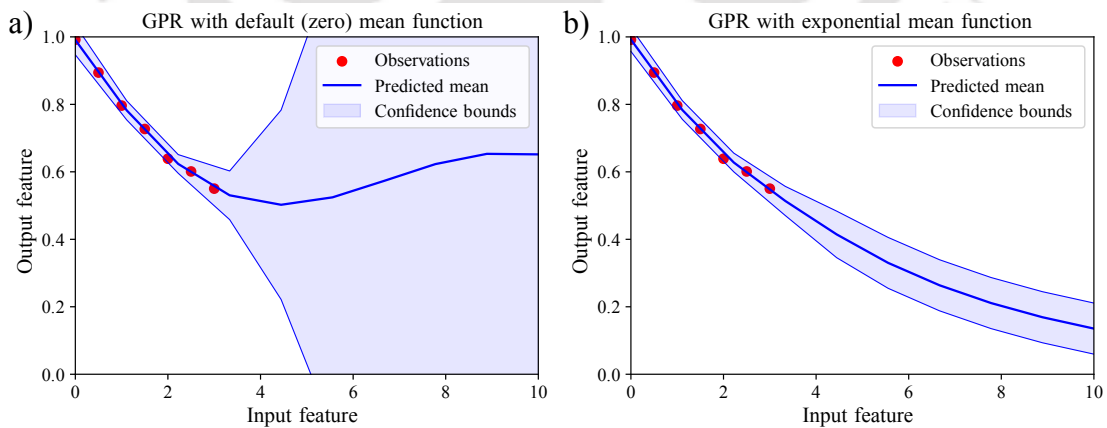 a)
GPR with default (zero) mean function
1.0
0.8
0.6
0.4
0.2
0.0
0
2
4
6
8
10
Output feature
Input feature
Observations
Predicted mean
Confidence bounds
b)
GPR with exponential mean function
1.0
0.8
0.6
0.4
0.2
0.0
0
2
4
6
8
10
Output feature
Input feature
Observations
Predicted mean
Confidence bounds